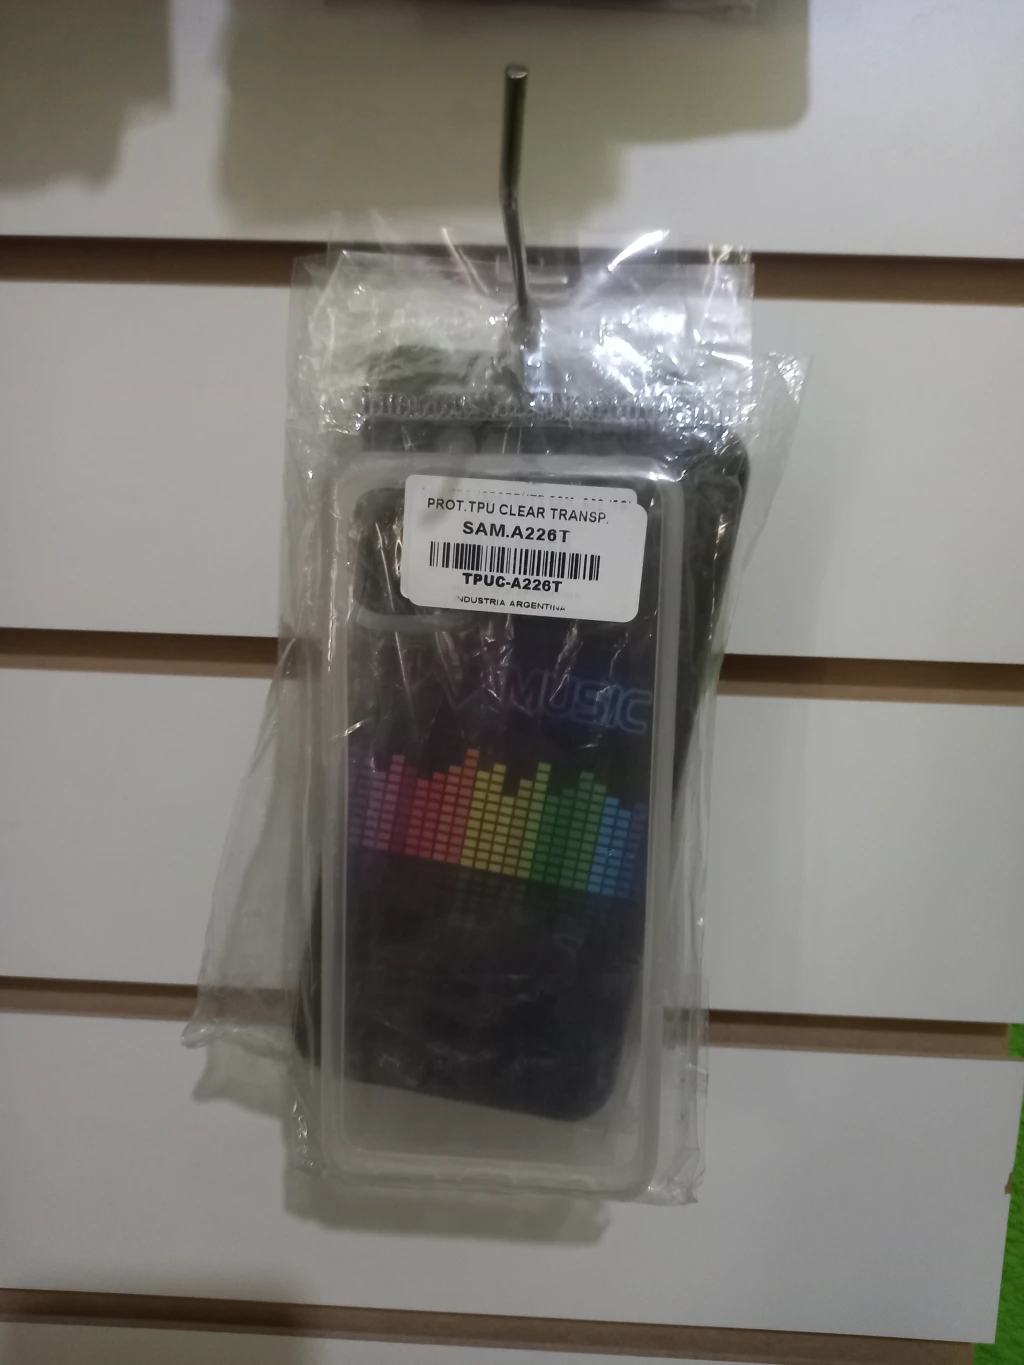 PROT.TPU CLEAR TRANSP.
SAM.A226T
TPUC-A226T
INDUSTRIA ARGENTINA
MUSIC